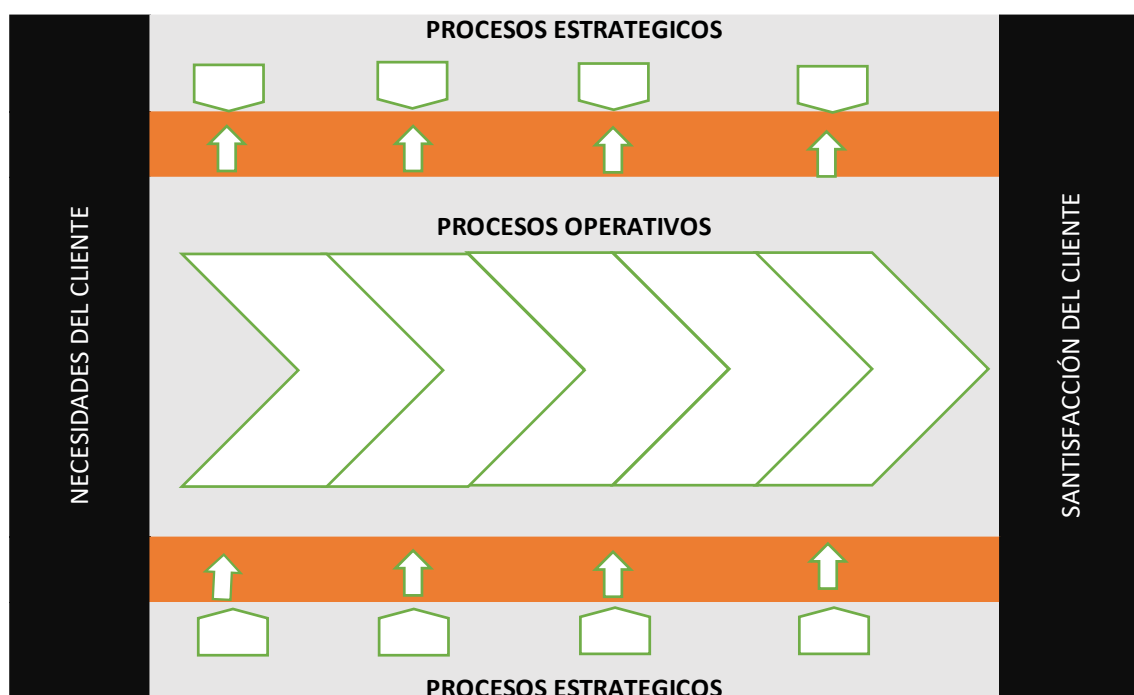 PROCESOS ESTRATEGICOS
NECESIDADES DEL CLIENTE
PROCESOS OPERATIVOS
SANTISFACCIÓN DEL CLIENTE
PROCESOS ESTRATEGICOS